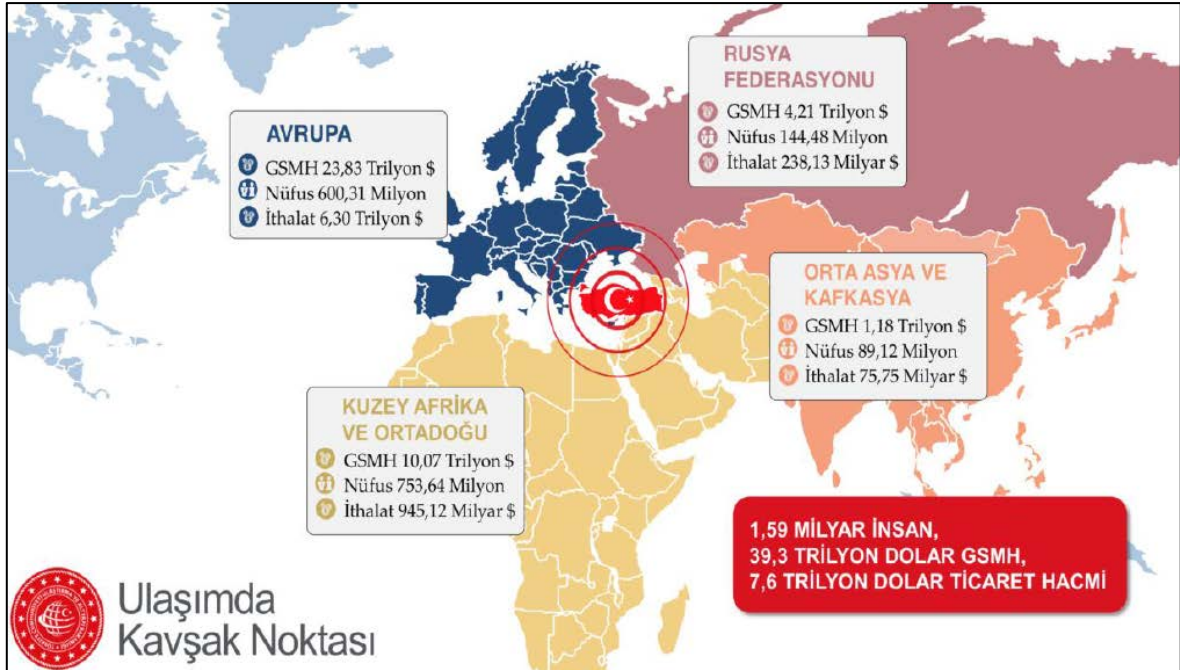 RUSYA
FEDERASYONU
GSMH 4,21 Trilyon $
Nüfus 144,48 Milyon
İthalat 238,13 Milyar $
AVRUPA
GSMH 23,83 Trilyon $
Nüfus 600,31 Milyon
İthalat 6,30 Trilyon $
ORTA ASYA VE
KAFKASYA
GSMH 1,18 Trilyon $
Nüfus 89,12 Milyon
İthalat 75,75 Milyar $
KUZEY AFRİKA
VE ORTADOĞU
GSMH 10,07 Trilyon $
Nüfus 753,64 Milyon
İthalat 945,12 Milyar $
1,59 MİLYAR İNSAN,
39,3 TRİLYON DOLAR GSMH,
7,6 TRİLYON DOLAR TİCARET HACMİ
Ulaşımda
Kavşak Noktası